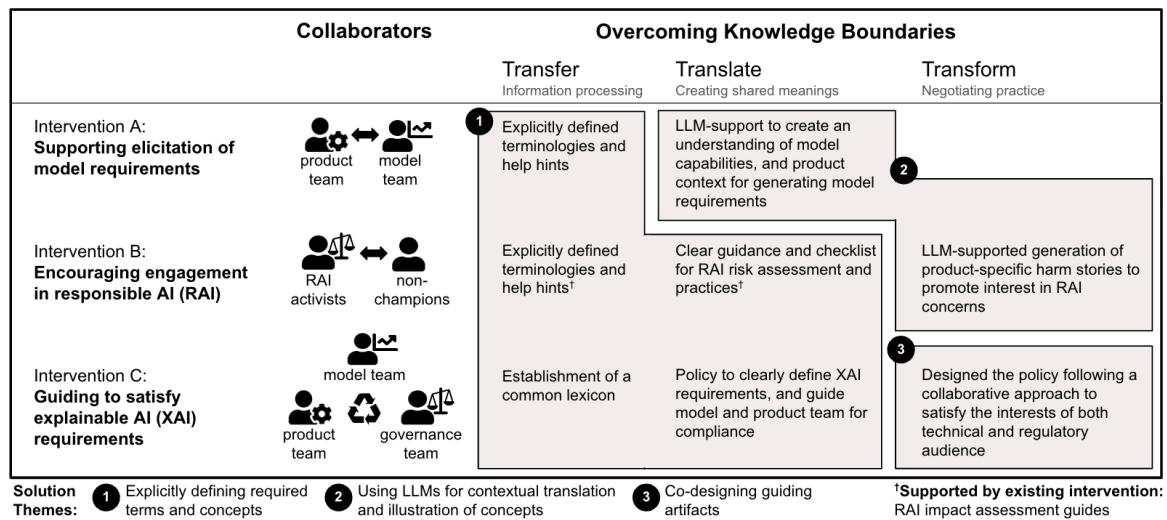 Collaborators
Overcoming Knowledge Boundaries
Transfer
Information processing
Translate
Creating shared meanings
Transform
Negotiating practice
Intervention A:
Supporting elicitation of
model requirements
product
team
model
team
1
Explicitly defined
terminologies and
help hints
LLM-support to create an
understanding of model
capabilities, and product
context for generating model
requirements
2
Intervention B:
Encouraging engagement
in responsible AI (RAI)
RAI
activists
non-
champions
Explicitly defined
terminologies and
help hints†
Clear guidance and checklist
for RAI risk assessment and
practices†
LLM-supported generation of
product-specific harm stories to
promote interest in RAI
concerns
Intervention C:
Guiding to satisfy
explainable AI (XAI)
requirements
model team
product
team
governance
team
Establishment of a
common lexicon
Policy to clearly define XAI
requirements, and guide
model and product team for
compliance
3
Designed the policy following a
collaborative approach to
satisfy the interests of both
technical and regulatory
audience
Solution
Themes:
1
Explicitly defining required
terms and concepts
2
Using LLMs for contextual translation
and illustration of concepts
3
Co-designing guiding
artifacts
†Supported by existing intervention:
RAI impact assessment guides